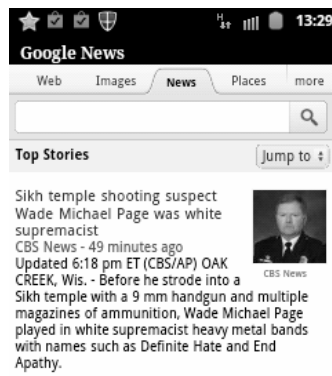 13:29
Google News
Web Images News Places more
Top Stories
Jump to
Sikh temple shooting suspect
Wade Michael Page was white
supremacist
CBS News - 49 minutes ago
CBS News
Updated 6:18 pm ET (CBS/AP) OAK
CREEK, Wis. - Before he strode into a
Sikh temple with a 9 mm handgun and multiple
magazines of ammunition, Wade Michael Page
played in white supremacist heavy metal bands
with names such as Definite Hate and End
Apathy.